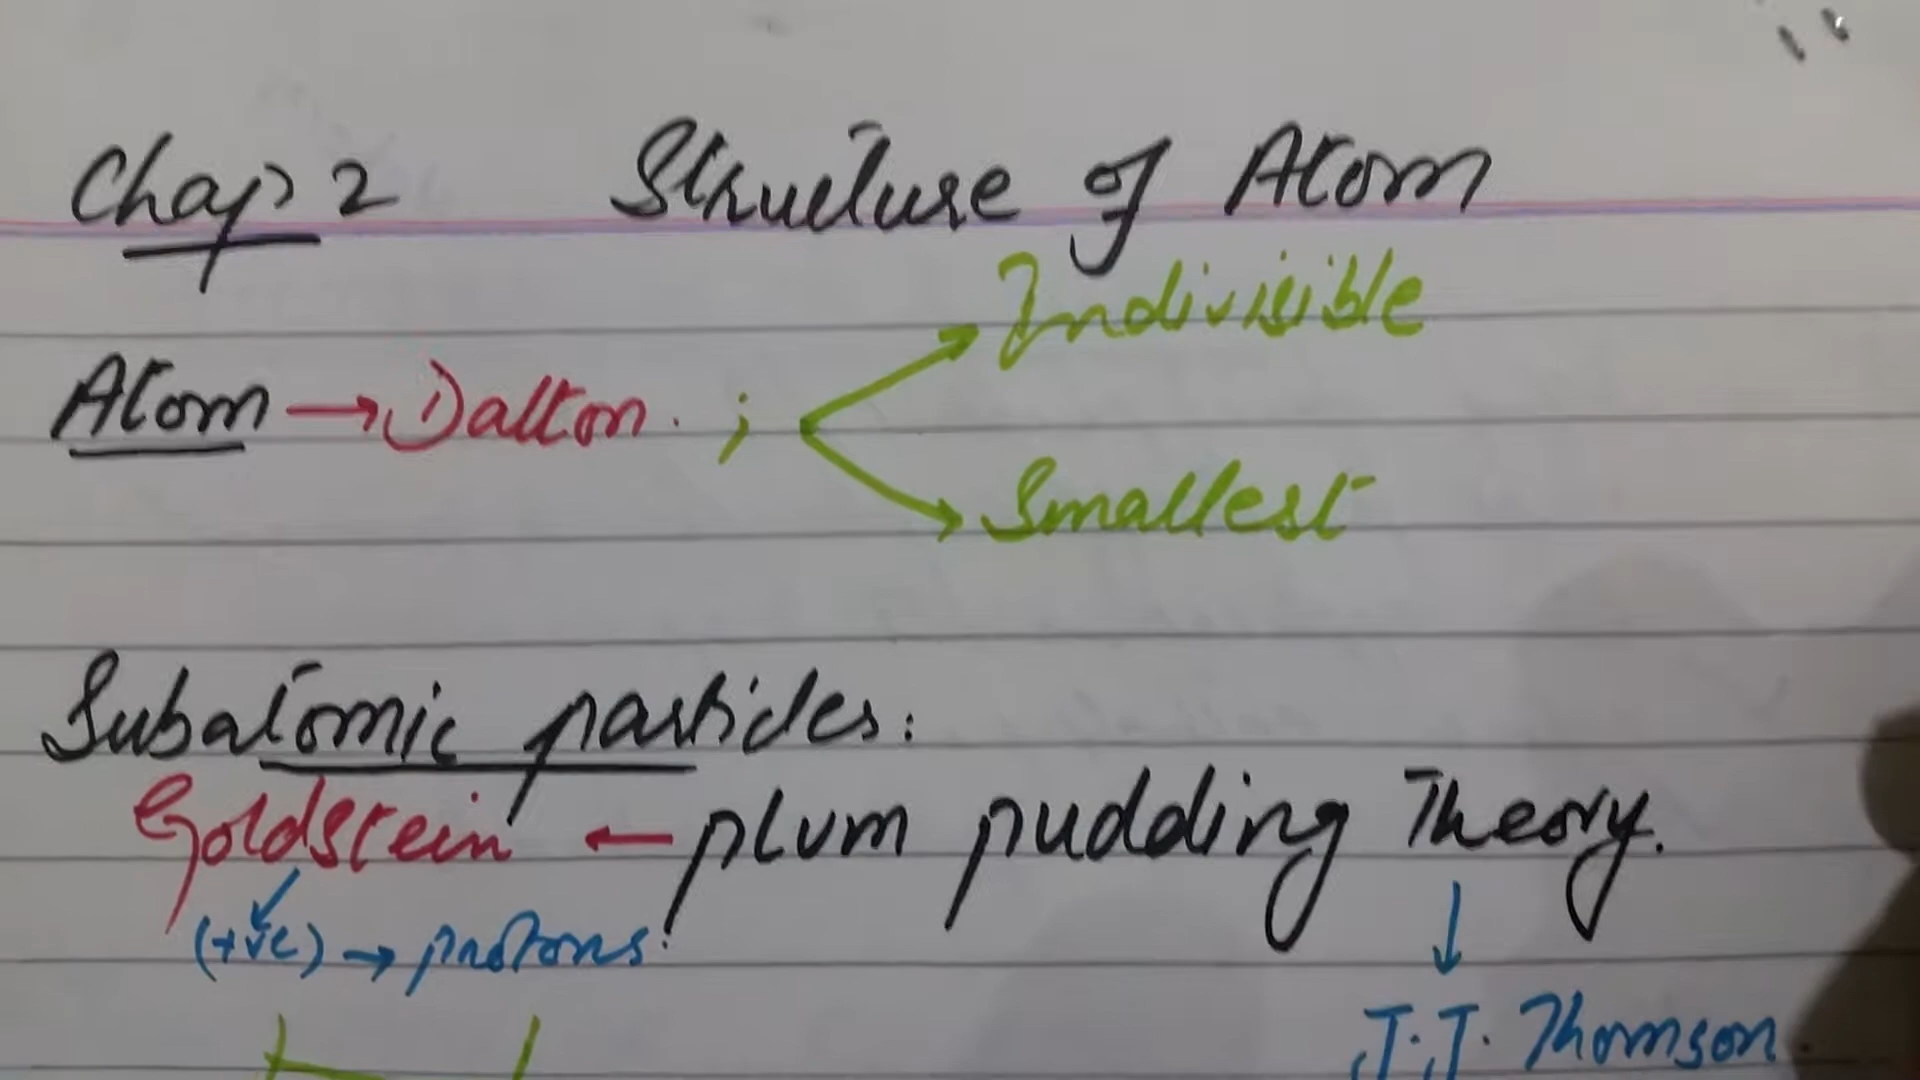 Chap 2 Structure of Atom
Indivisible
Atom → Dalton. ;
Smallest
Subatomic particles:
Goldstein ← plum pudding Theory.
(+ve) → protons.
J.J. Thomson.